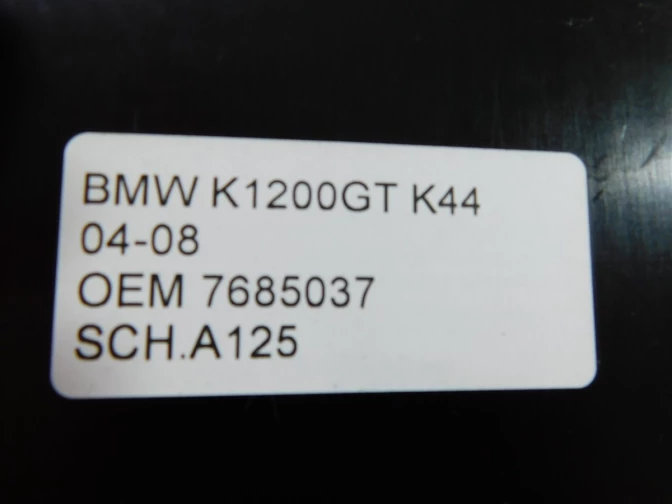 BMW K1200GT K44
04-08
OEM 7685037
SCH.A125